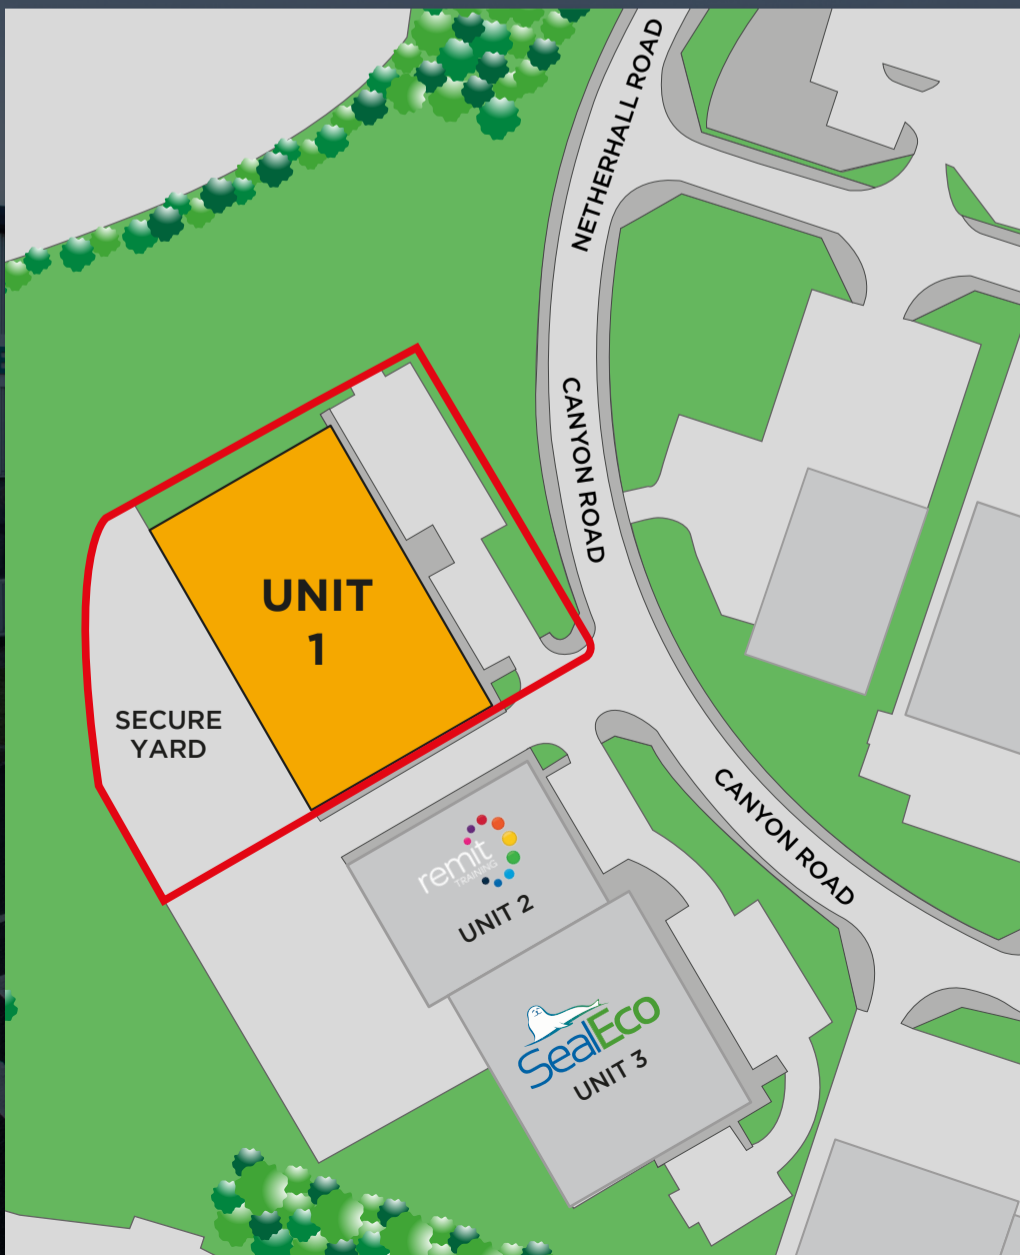 NETHERHALL ROAD
CANYON ROAD
UNIT
1
SECURE
YARD
CANYON ROAD
remit
TRAINING
UNIT 2
SealEco
UNIT 3